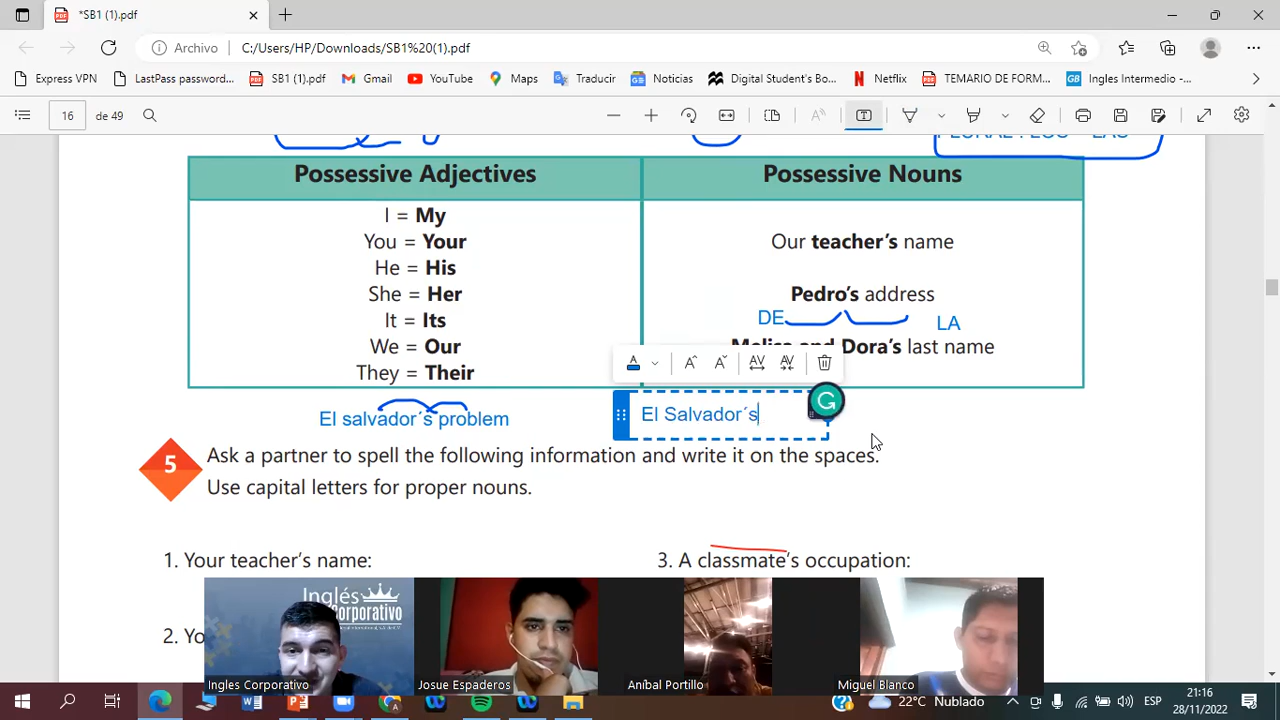 *SB1 (1).pdf
Archivo
C:/Users/HP/Downloads/SB1%20(1).pdf
Express VPN
LastPass password...
SB1 (1).pdf
Gmail
YouTube
Maps
Traducir
Noticias
Digital Student's Bo...
Netflix
TEMARIO DE FORM...
Ingles Intermedio -...
16 de 49
Possessive Adjectives
Possessive Nouns
I = My
You = Your
He = His
She = Her
It = Its
We = Our
They = Their
Our teacher's name
Pedro's address
DE
LA
Dora's last name
El salvador´s problem
El Salvador´s
5
Ask a partner to spell the following information and write it on the spaces.
Use capital letters for proper nouns.
1. Your teacher's name:
3. A classmate's occupation:
2. Yo
Inglés
Corporativo
Ingles Corporativo
Josue Espaderos
Aníbal Portillo
Miguel Blanco
22°C Nublado
ESP
21:16
28/11/2022